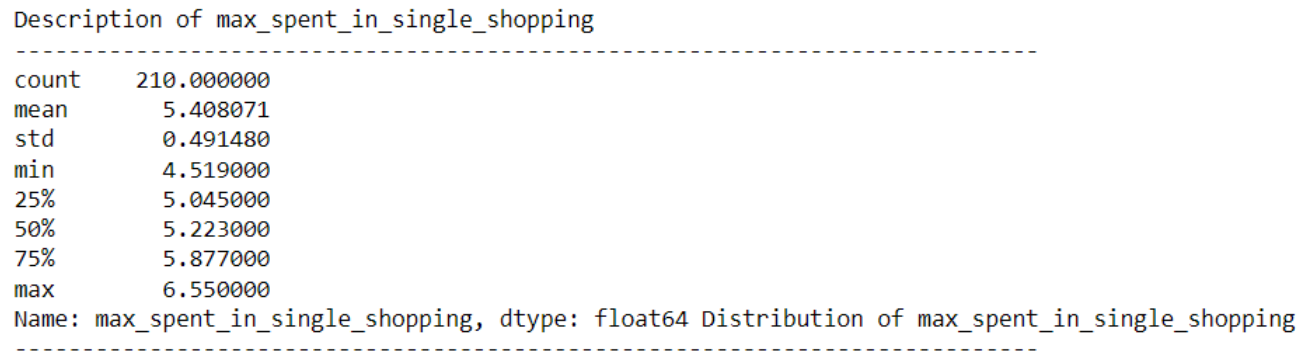 Description of max_spent_in_single_shopping
----------------------------------------------------------------------------
count    210.000000
mean       5.408071
std        0.491480
min        4.519000
25%        5.045000
50%        5.223000
75%        5.877000
max        6.550000
Name: max_spent_in_single_shopping, dtype: float64 Distribution of max_spent_in_single_shopping
----------------------------------------------------------------------------